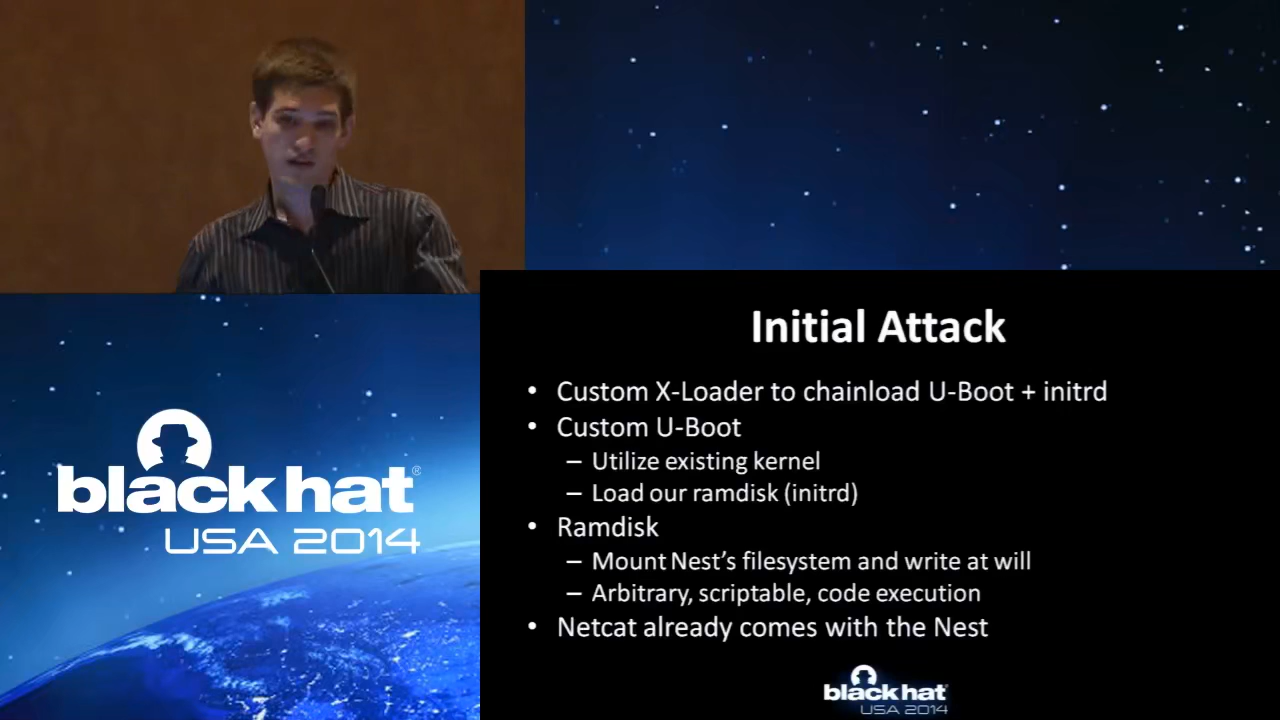 Initial Attack
• Custom X-Loader to chainload U-Boot + initrd
• Custom U-Boot
– Utilize existing kernel
– Load our ramdisk (initrd)
• Ramdisk
– Mount Nest's filesystem and write at will
– Arbitrary, scriptable, code execution
• Netcat already comes with the Nest
black hat®
USA 2014
black hat
USA 2014